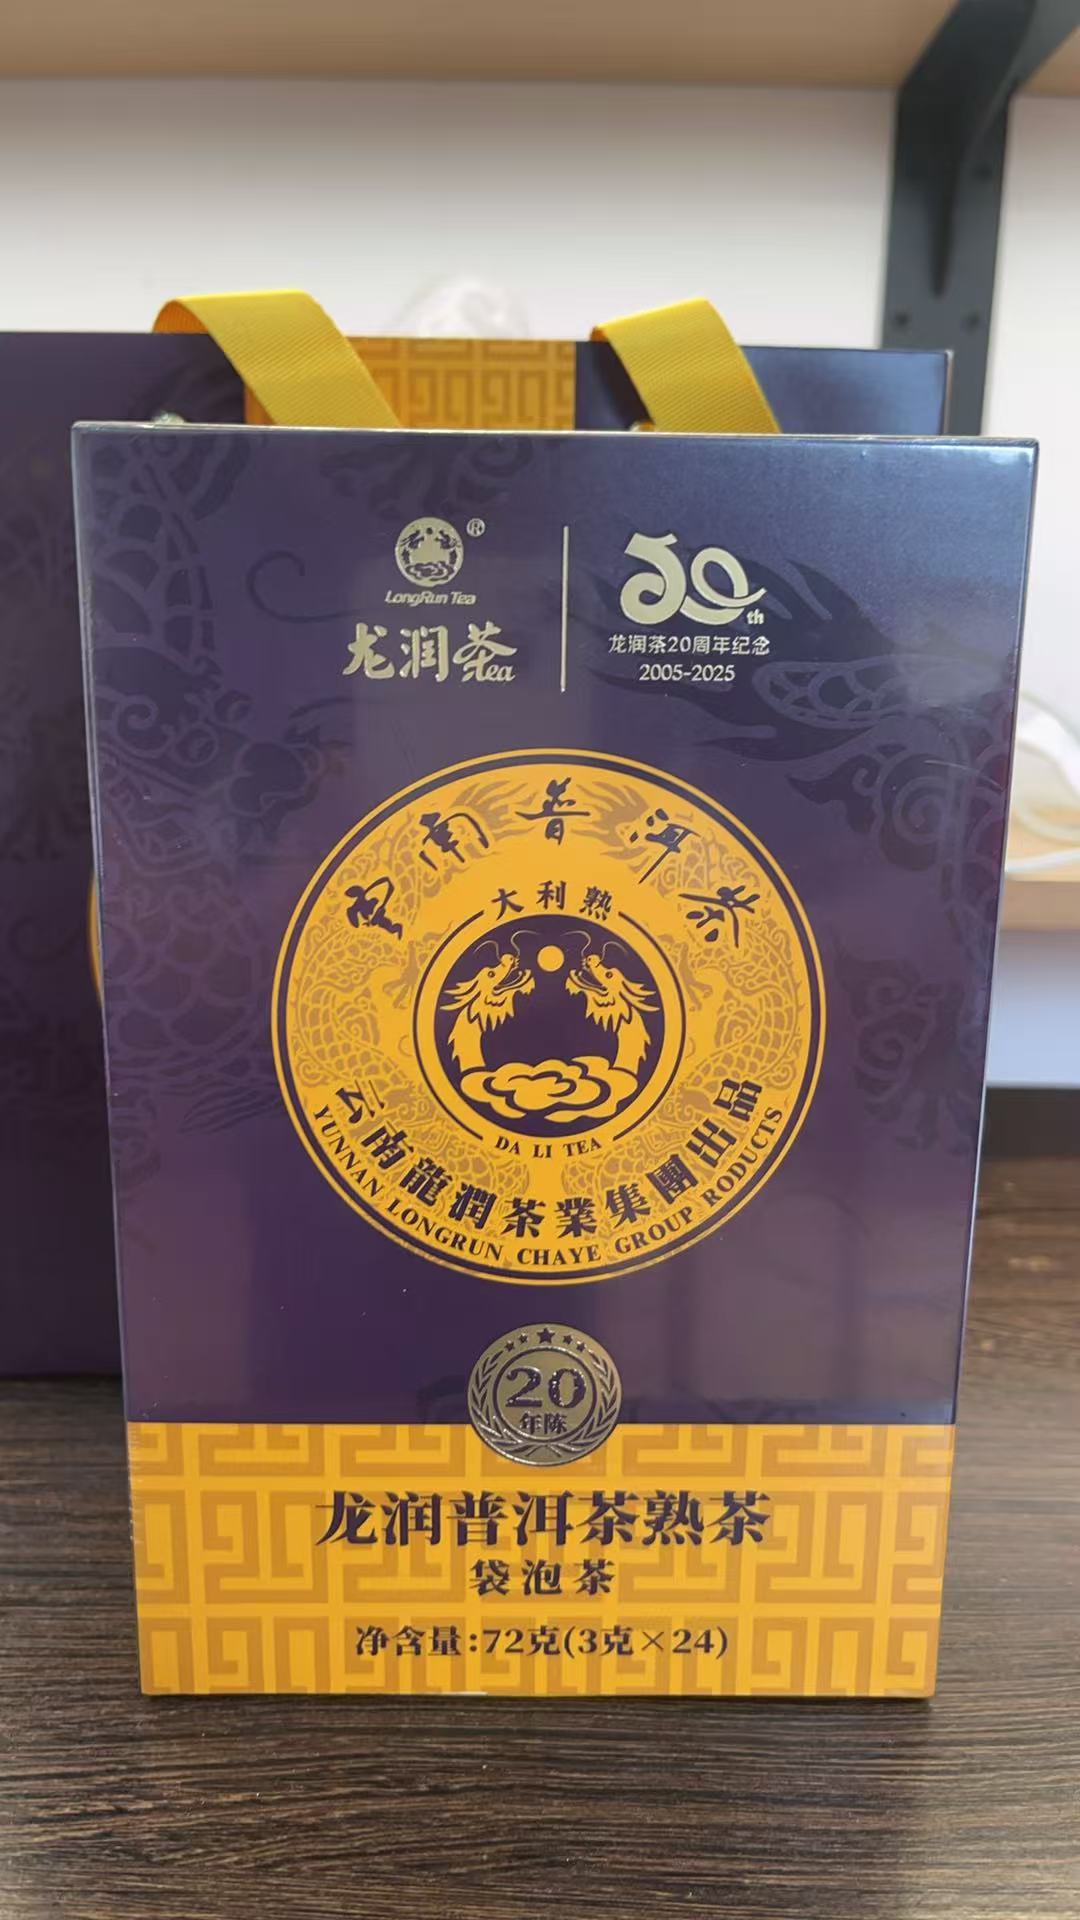 ®
LongRun Tea
龙润茶Tea
20th
龙润茶20周年纪念
2005-2025
雲南普洱茶
大利熟
DA LI TEA
云南龍潤茶業集團出品
YUNNAN LONGRUN CHAYE GROUP RODUCTS
20
年陈
龙润普洱茶熟茶
袋泡茶
净含量:72克(3克×24)